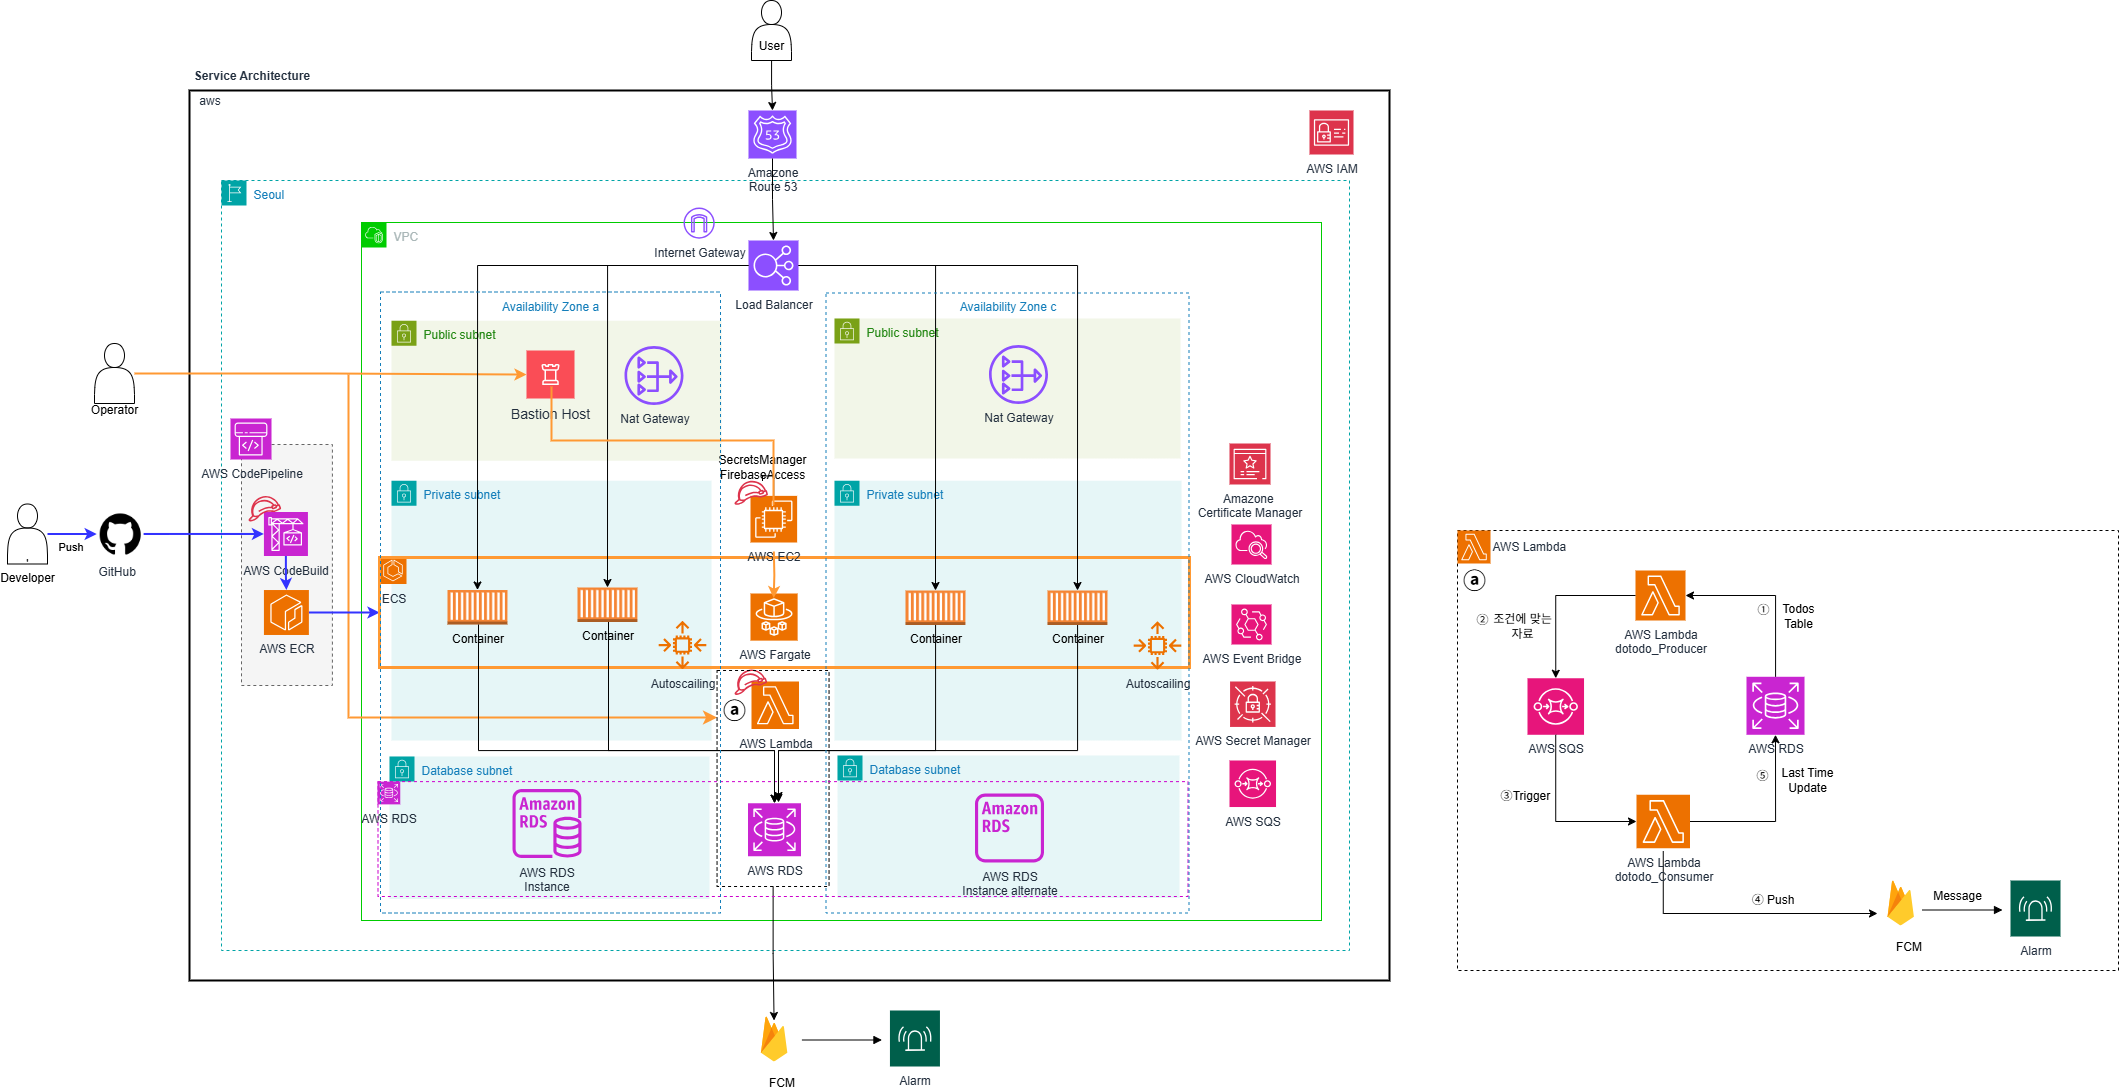 User
Service Architecture
aws
53
Amazone
Route 53
AWS IAM
Seoul
VPC
Internet Gateway
Load Balancer
Availability Zone a
Availability Zone c
Public subnet
Public subnet
Operator
Bastion Host
Nat Gateway
Nat Gateway
AWS CodePipeline
SecretsManager
FirebaseAccess
Private subnet
Private subnet
Amazone
Certificate Manager
Developer
Push
GitHub
AWS CodeBuild
AWS EC2
AWS CloudWatch
ECS
Container
Container
Container
Container
AWS ECR
AWS Fargate
AWS Event Bridge
Autoscailing
Autoscailing
a
AWS Lambda
AWS Secret Manager
Database subnet
Database subnet
AWS RDS
Amazon
RDS
AWS RDS
Instance
AWS RDS
Amazon
RDS
AWS RDS
Instance alternate
AWS SQS
FCM
Alarm
AWS Lambda
a
AWS Lambda
dotodo_Producer
① Todos
Table
② 조건에 맞는
자료
AWS SQS
AWS RDS
③Trigger
⑤ Last Time
Update
AWS Lambda
dotodo_Consumer
④ Push
FCM
Message
Alarm